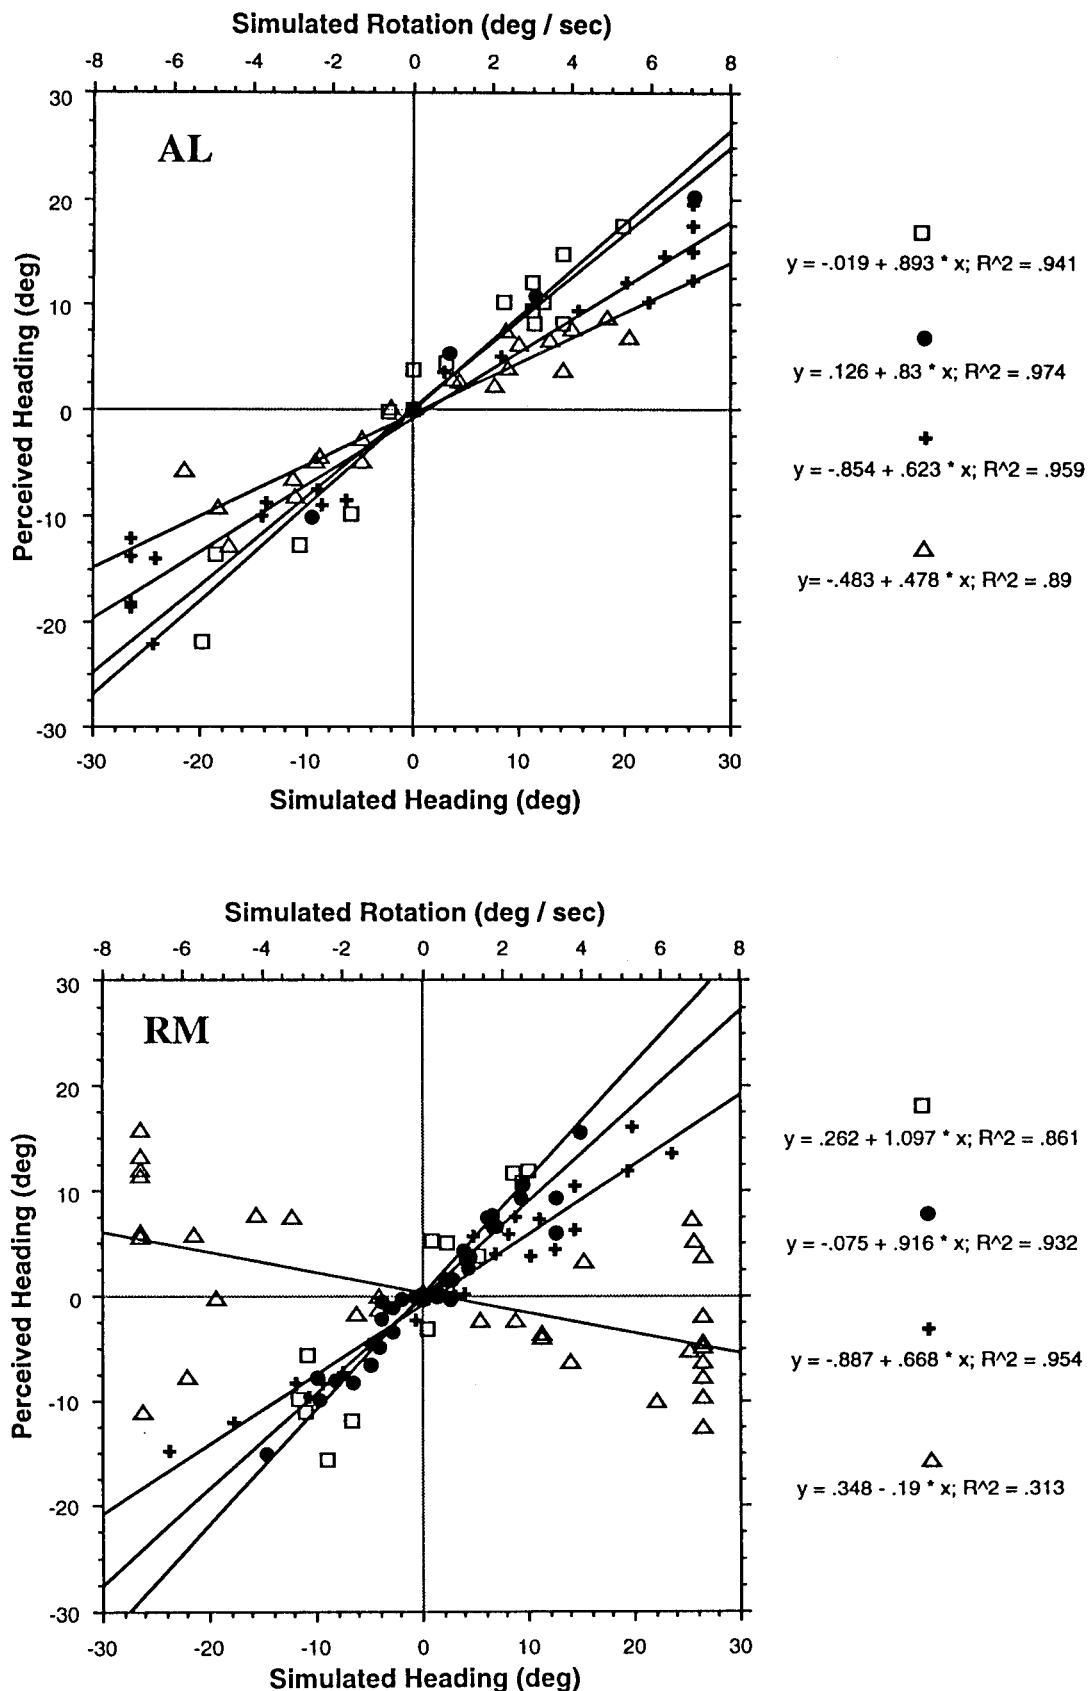 Simulated Rotation (deg / sec)
-8 -6 -4 -2 0 2 4 6 8
30
AL
20
10
0
-10
-20
-30
Perceived Heading (deg)
-30 -20 -10 0 10 20 30
Simulated Heading (deg)
y = -.019 + .893 * x; R^2 = .941
y = .126 + .83 * x; R^2 = .974
y = -.854 + .623 * x; R^2 = .959
y= -.483 + .478 * x; R^2 = .89
Simulated Rotation (deg / sec)
-8 -6 -4 -2 0 2 4 6 8
30
RM
20
10
0
-10
-20
-30
Perceived Heading (deg)
-30 -20 -10 0 10 20 30
Simulated Heading (deg)
y = .262 + 1.097 * x; R^2 = .861
y = -.075 + .916 * x; R^2 = .932
y = -.887 + .668 * x; R^2 = .954
y = .348 - .19 * x; R^2 = .313